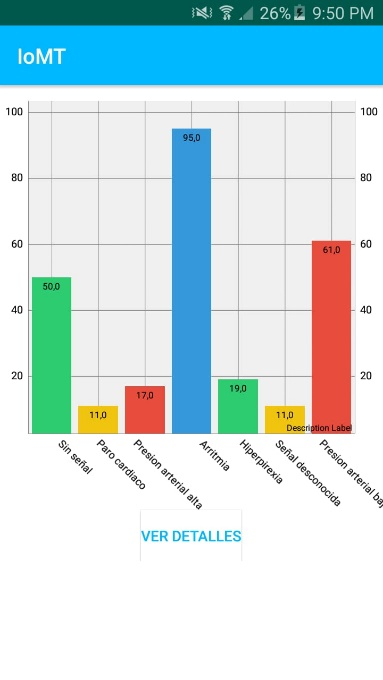 26% 9:50 PM
IoMT
100 100
80 80
60 60
40 40
20 20
50,0
11,0
17,0
95,0
19,0
11,0
61,0
Description Label
Sin señal
Paro cardiaco
Presion arterial alta
Arritmia
Hiperpirexia
Señal desconocida
Presion arterial
VER DETALLES